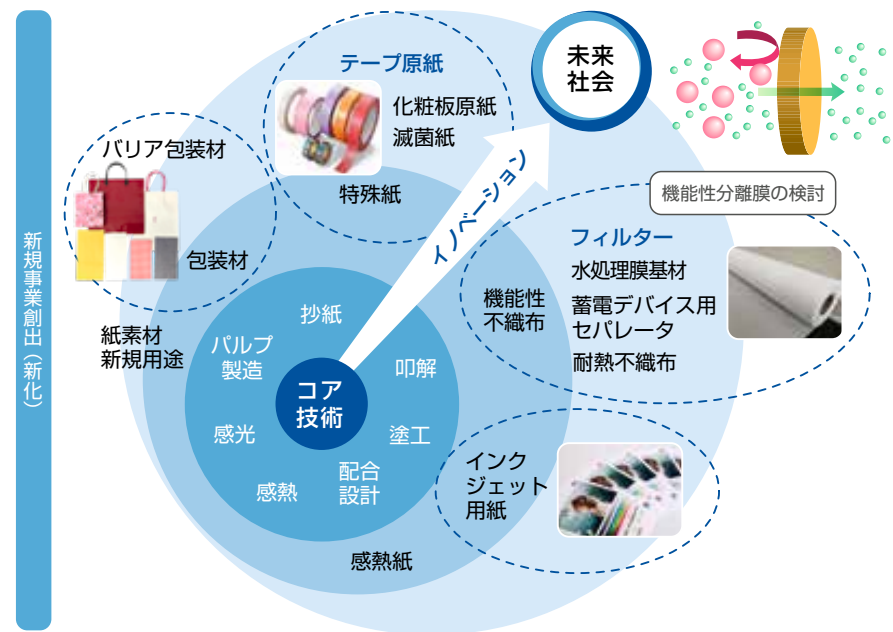 新規事業創出（新化）
テープ原紙
化粧板原紙
滅菌紙
特殊紙
未来
社会
バリア包装材
包装材
紙素材
新規用途
イノベーション
機能性分離膜の検討
フィルター
水処理膜基材
蓄電デバイス用
セパレータ
耐熱不織布
機能性
不織布
抄紙
パルプ
製造
叩解
コア
技術
感光
塗工
感熱
配合
設計
インク
ジェット
用紙
感熱紙